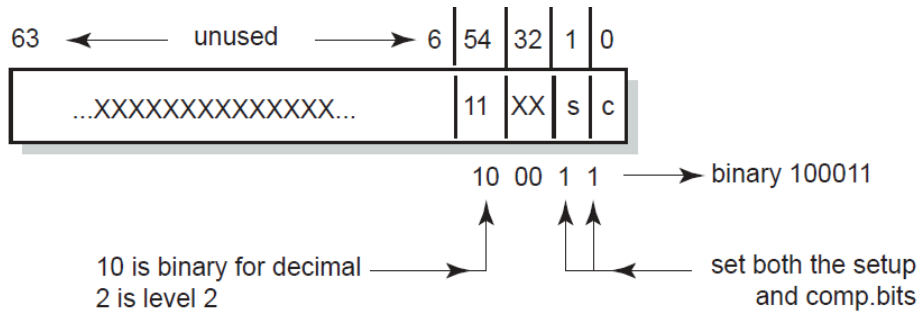 63 unused 6 54 32 1 0
...XXXXXXXXXXXXXX... 11 XX s c
10 00 1 1 binary 100011
10 is binary for decimal
2 is level 2
set both the setup
and comp.bits